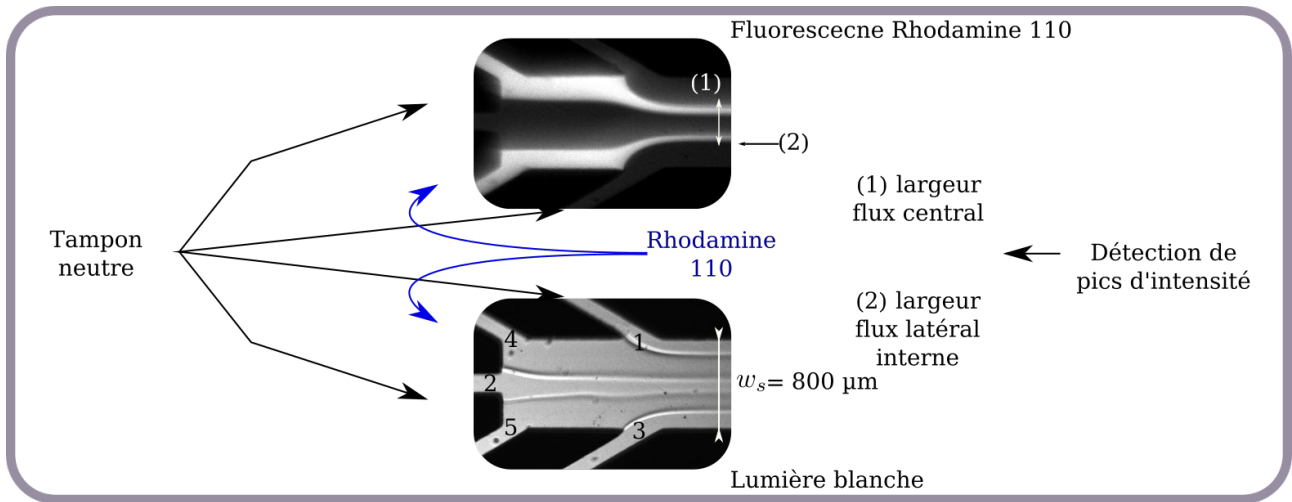 Fluorescecne Rhodamine 110
(1)
(2)
(1) largeur
flux central
Tampon
neutre
Rhodamine
110
Détection de
pics d'intensité
(2) largeur
flux latéral
interne
4
1
2
w_s= 800 µm
5
3
Lumière blanche